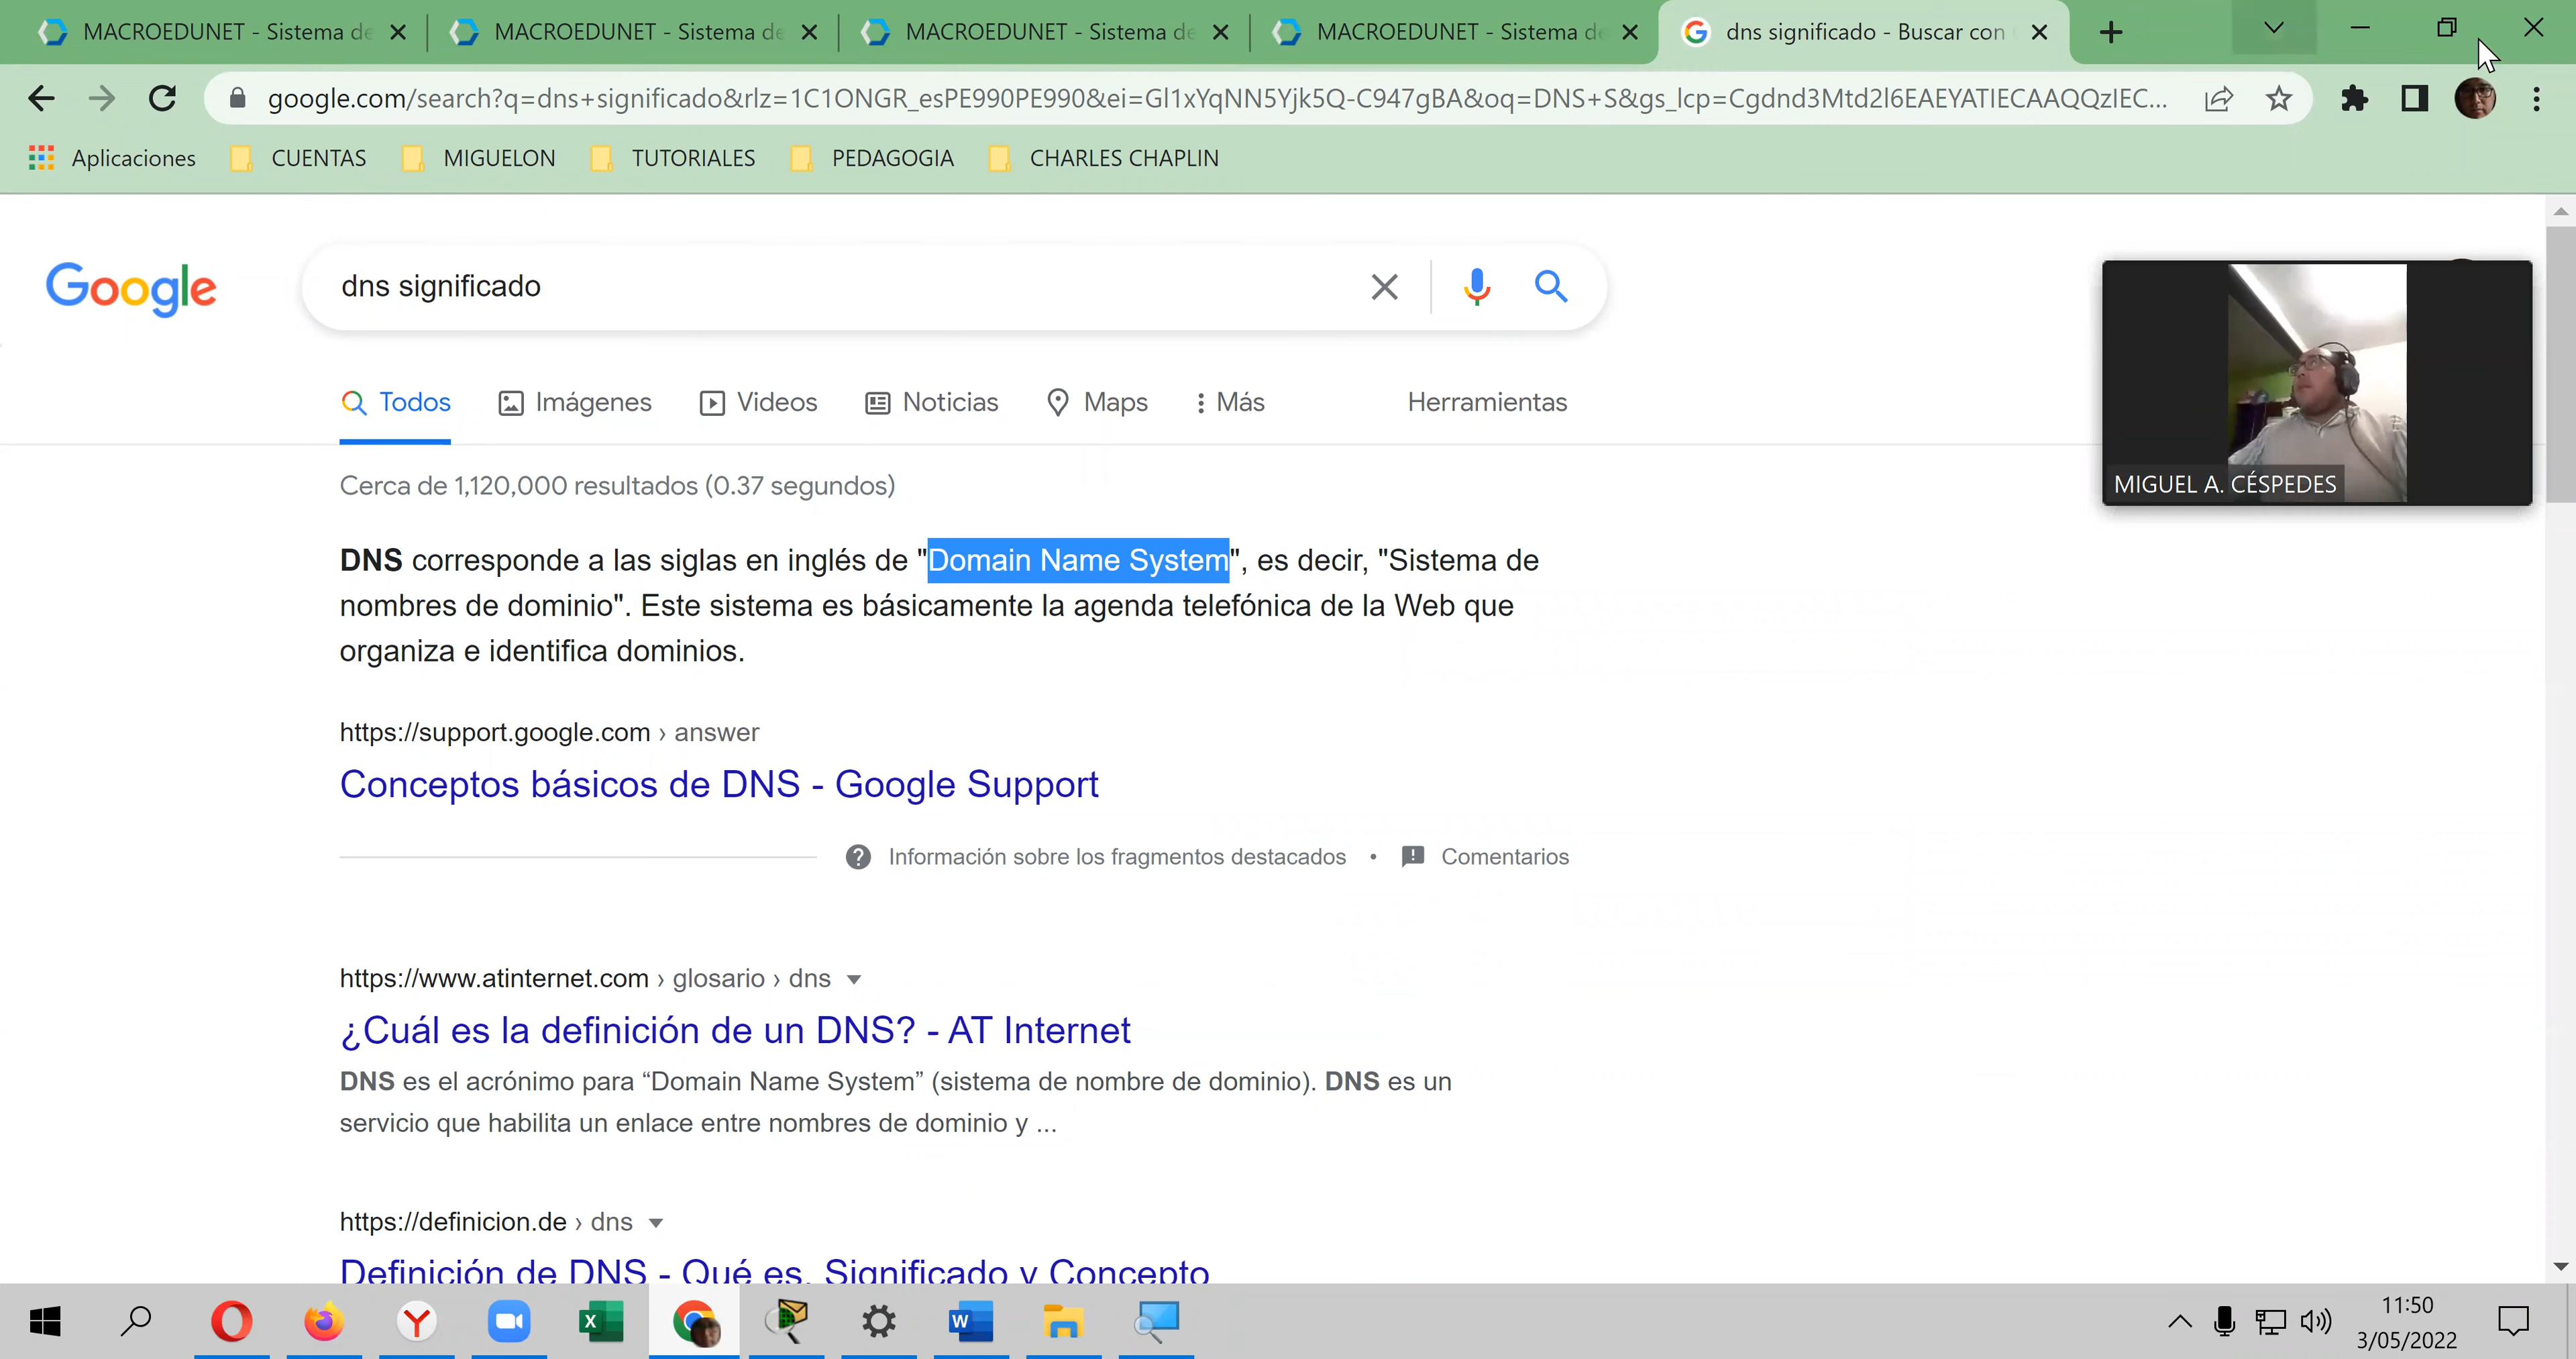 MACROEDUNET - Sistema de
MACROEDUNET - Sistema de
MACROEDUNET - Sistema de
MACROEDUNET - Sistema de
dns significado - Buscar con
google.com/search?q=dns+significado&rlz=1C1ONGR_esPE990PE990&ei=Gl1xYqNN5Yjk5Q-C947gBA&oq=DNS+S&gs_lcp=Cgdnd3Mtd2l6EAEYATIECAAQQzIEC...
Aplicaciones
CUENTAS
MIGUELON
TUTORIALES
PEDAGOGIA
CHARLES CHAPLIN
Google
dns significado
Todos
Imágenes
Videos
Noticias
Maps
Más
Herramientas
MIGUEL A. CÉSPEDES
Cerca de 1,120,000 resultados (0.37 segundos)
DNS corresponde a las siglas en inglés de "Domain Name System", es decir, "Sistema de
nombres de dominio". Este sistema es básicamente la agenda telefónica de la Web que
organiza e identifica dominios.
https://support.google.com › answer
Conceptos básicos de DNS - Google Support
Información sobre los fragmentos destacados • Comentarios
https://www.atinternet.com › glosario › dns
¿Cuál es la definición de un DNS? - AT Internet
DNS es el acrónimo para “Domain Name System” (sistema de nombre de dominio). DNS es un
servicio que habilita un enlace entre nombres de dominio y ...
https://definicion.de › dns
Definición de DNS - Qué es, Significado y Concepto
11:50
3/05/2022